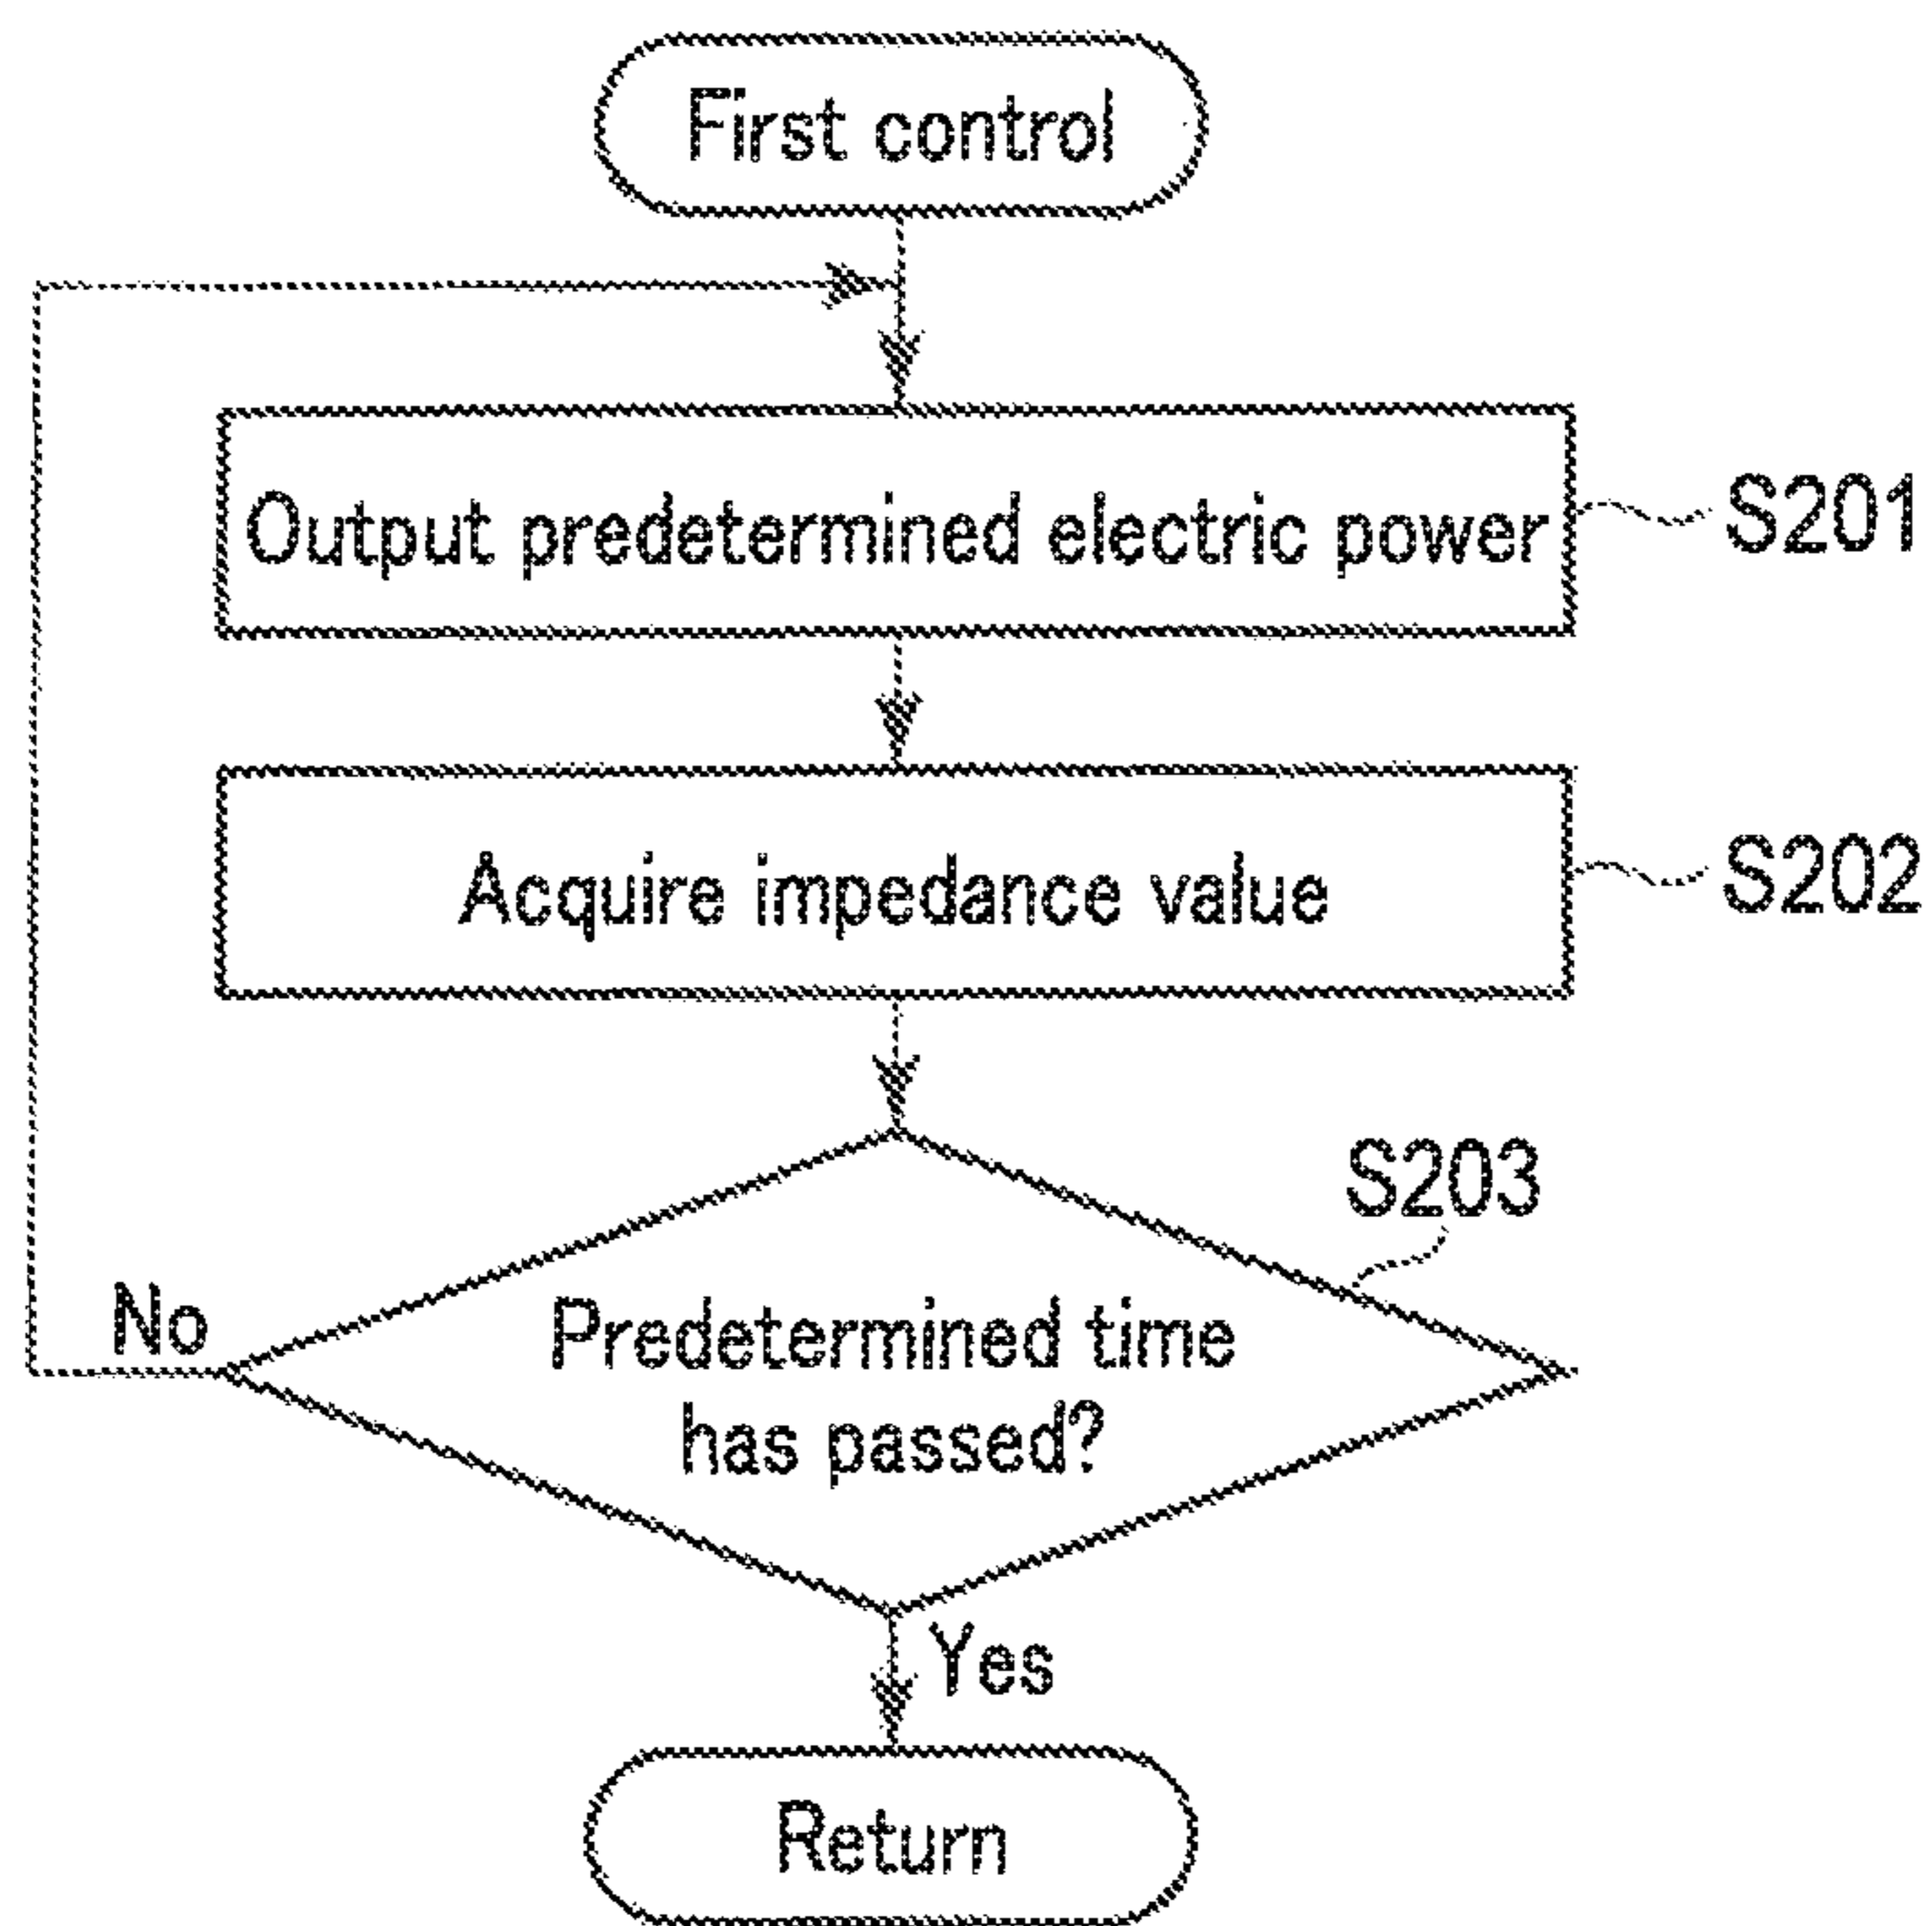 First control
Output predetermined electric power
S201
Acquire impedance value
S202
S203
Predetermined time
has passed?
No
Yes
Return